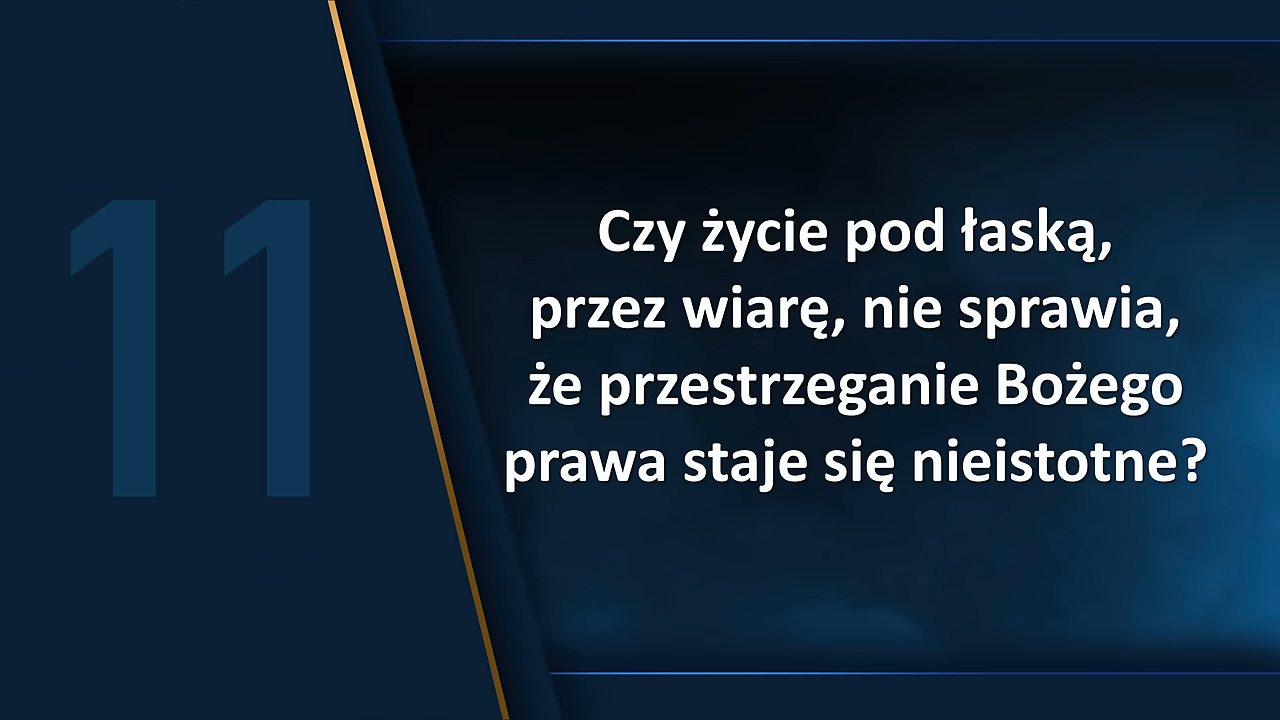 11
Czy życie pod łaską,
przez wiarę, nie sprawia,
że przestrzeganie Bożego
prawa staje się nieistotne?